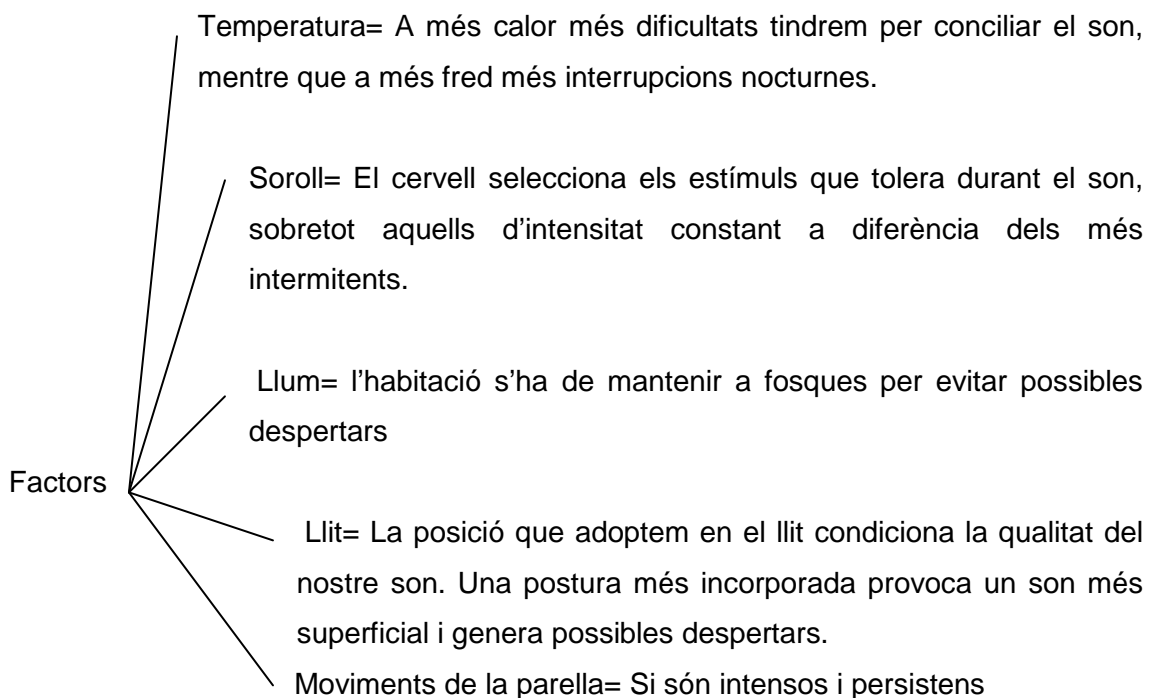 Temperatura= A més calor més dificultats tindrem per conciliar el son,
mentre que a més fred més interrupcions nocturnes.
Soroll= El cervell selecciona els estímuls que tolera durant el son,
sobretot aquells d’intensitat constant a diferència dels més
intermitents.
Llum= l’habitació s’ha de mantenir a fosques per evitar possibles
despertars
Factors
Llit= La posició que adoptem en el llit condiciona la qualitat del
nostre son. Una postura més incorporada provoca un son més
superficial i genera possibles despertars.
Moviments de la parella= Si són intensos i persistens